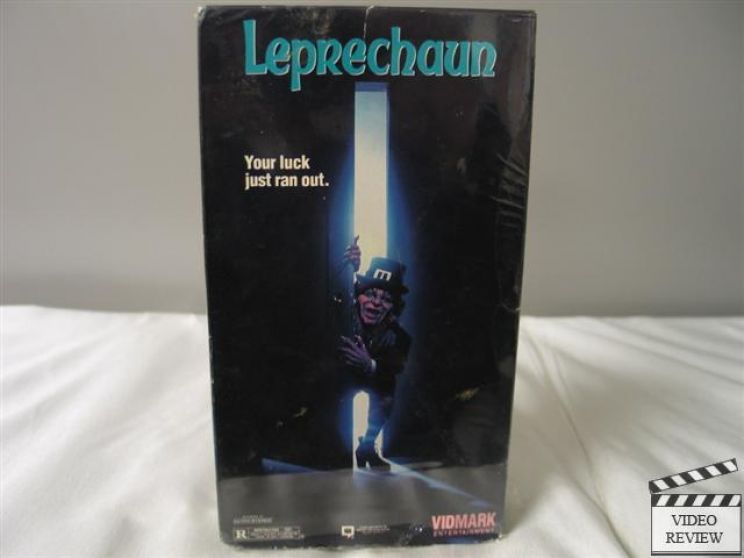 Leprechaun
Your luck
just ran out.
R
VIDMARK
ENTERTAINMENT
VIDEO
REVIEW